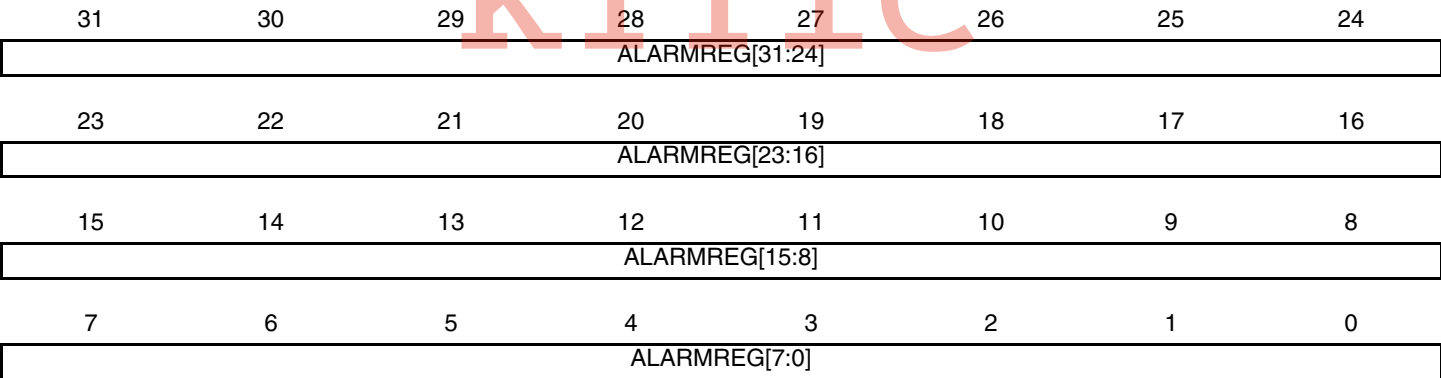 31 30 29 28 27 26 25 24
ALARMREG[31:24]
23 22 21 20 19 18 17 16
ALARMREG[23:16]
15 14 13 12 11 10 9 8
ALARMREG[15:8]
7 6 5 4 3 2 1 0
ALARMREG[7:0]